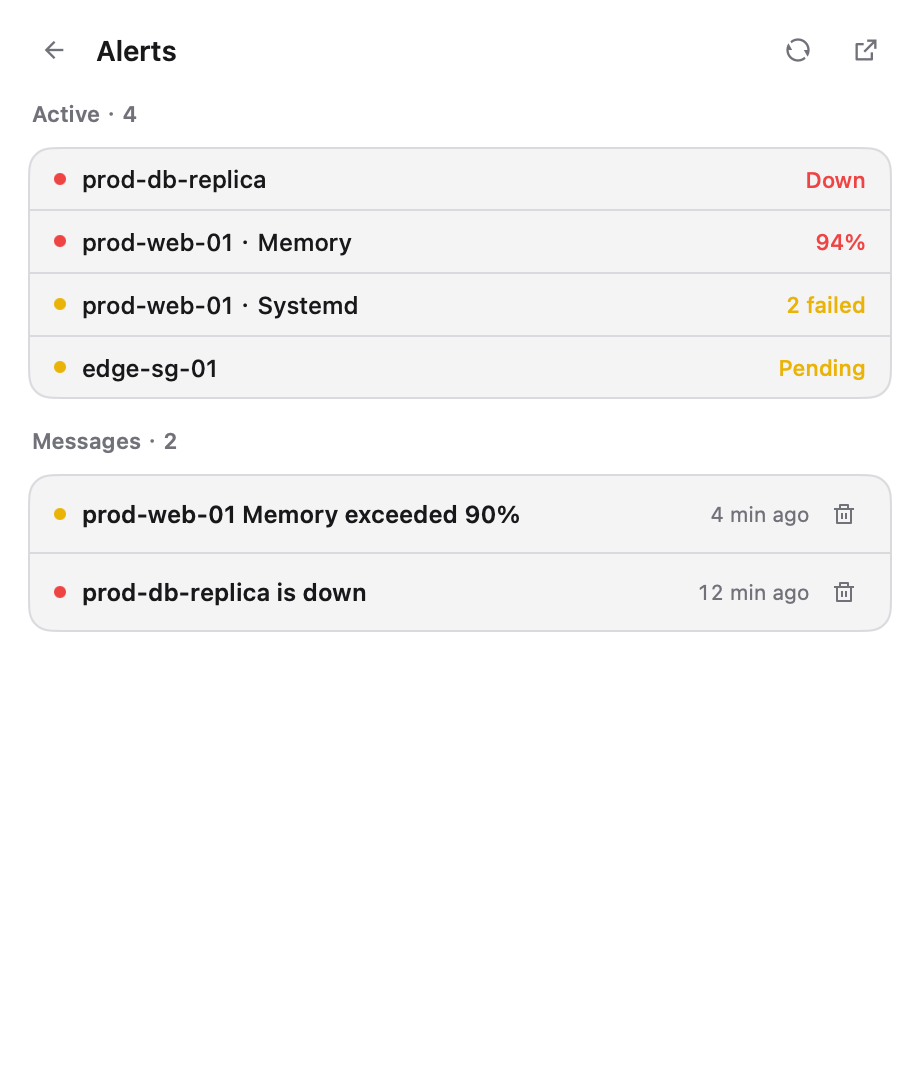 Alerts
Active · 4
prod-db-replica Down
prod-web-01 · Memory 94%
prod-web-01 · Systemd 2 failed
edge-sg-01 Pending
Messages · 2
prod-web-01 Memory exceeded 90% 4 min ago
prod-db-replica is down 12 min ago